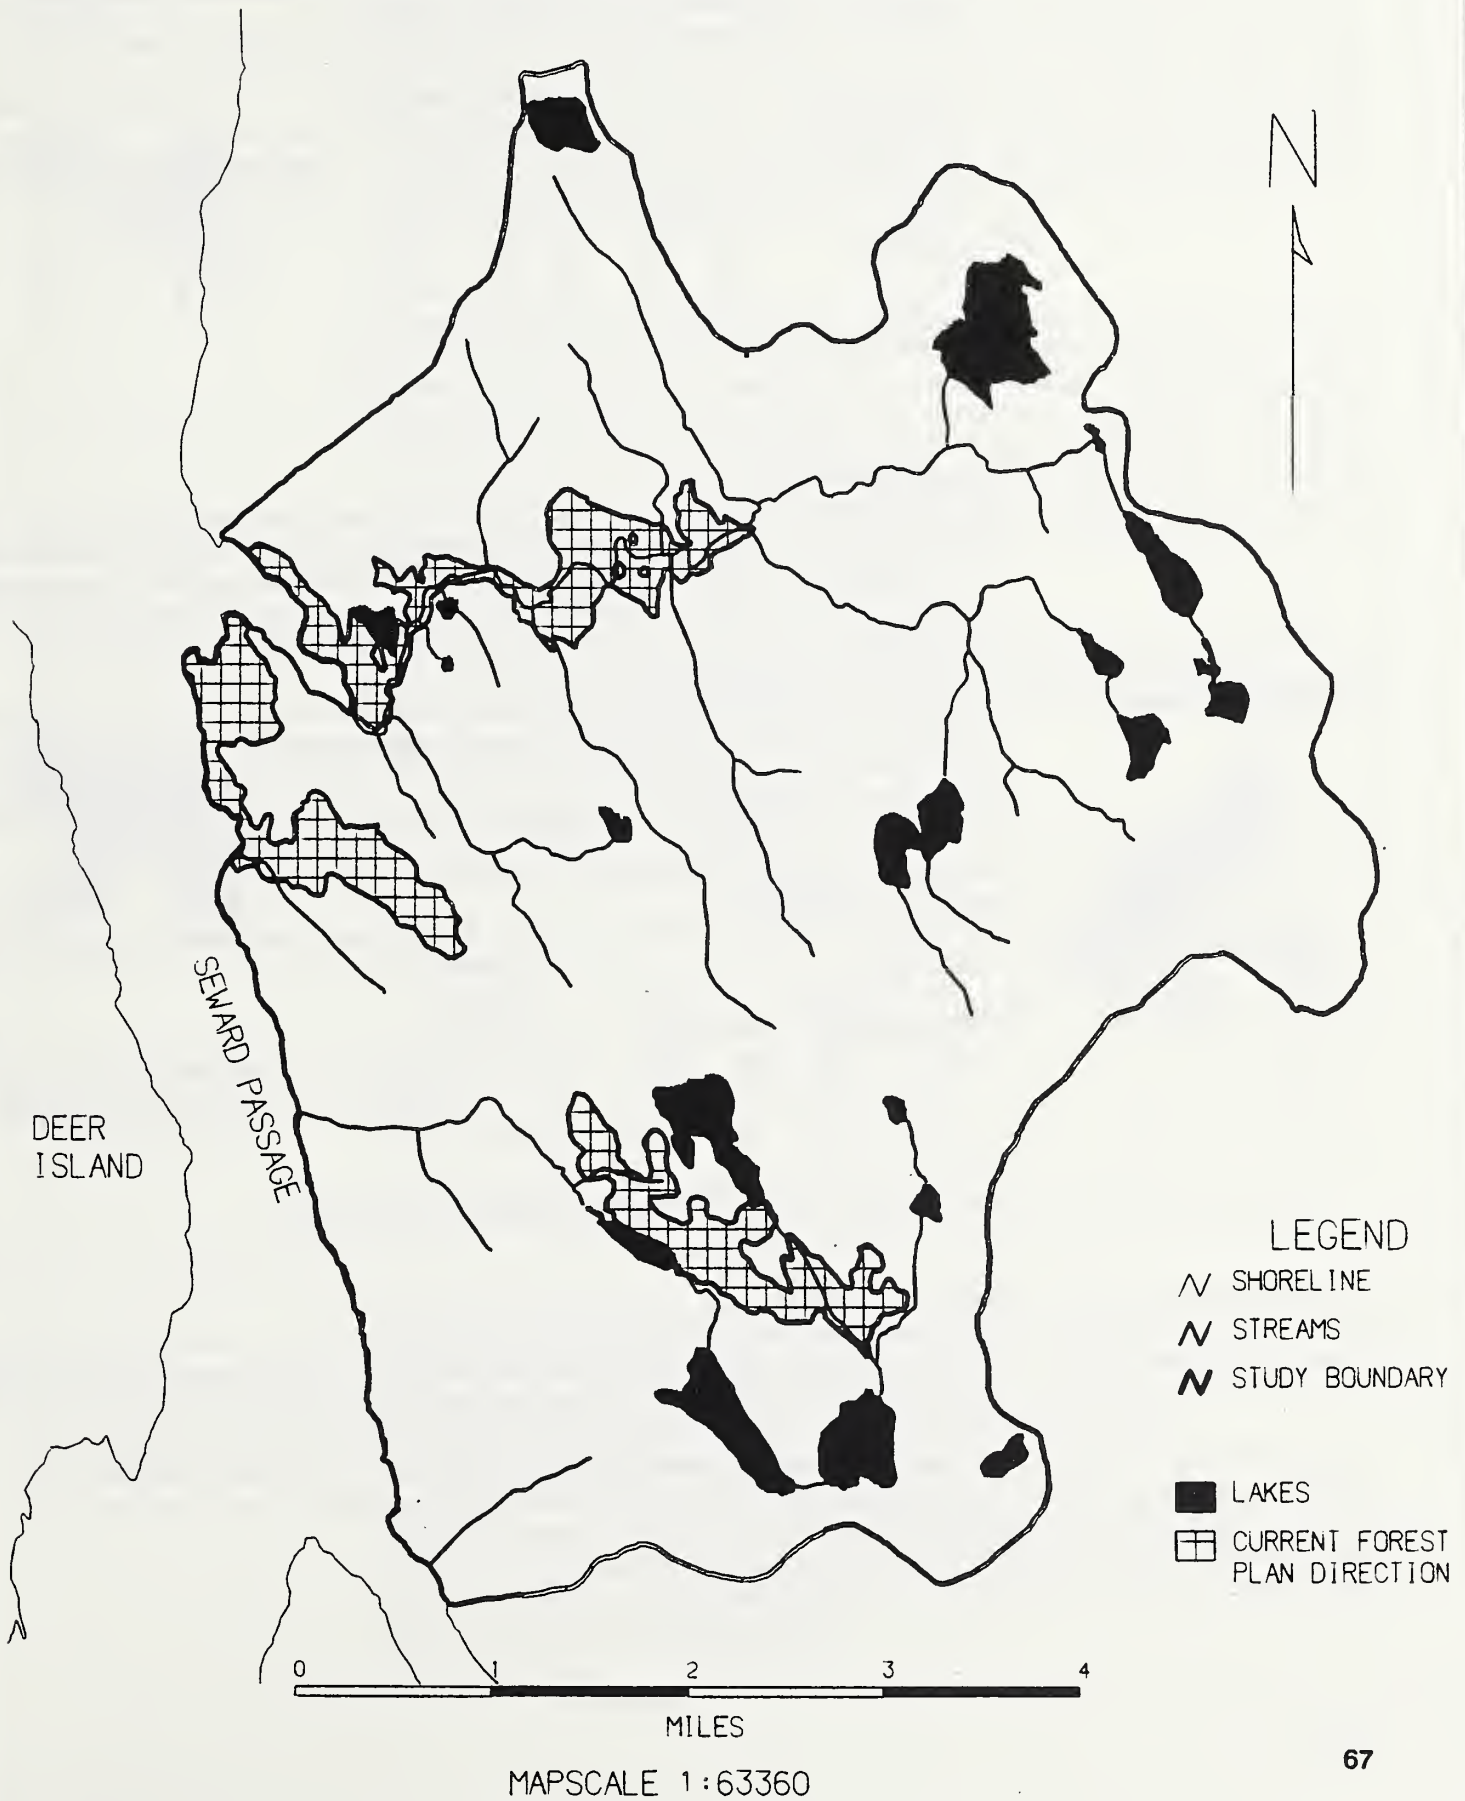 N
SEWARD PASSAGE
DEER
ISLAND
LEGEND
SHORELINE
STREAMS
STUDY BOUNDARY
LAKES
CURRENT FOREST
PLAN DIRECTION
0 1 2 3 4
MILES
MAPSCALE 1:63360
67